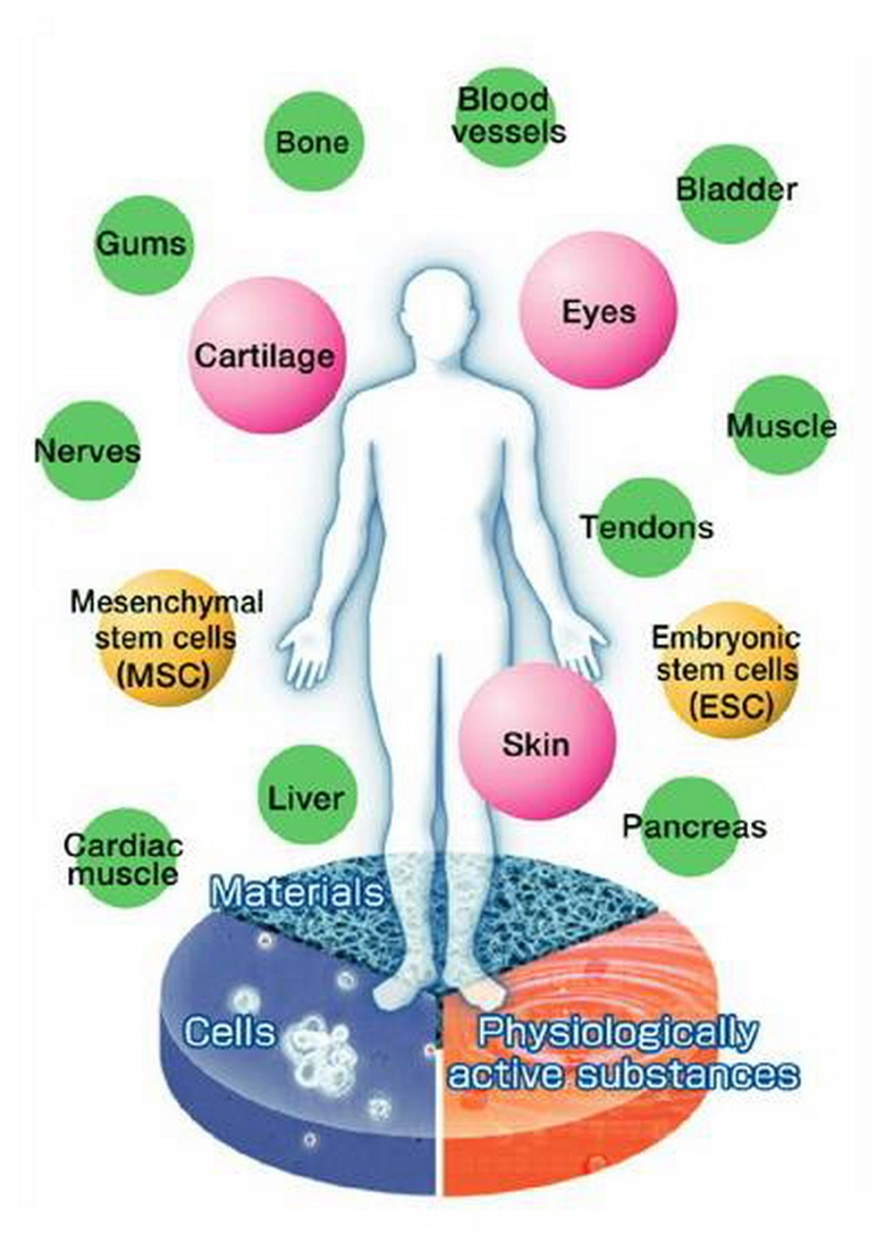 Blood
vessels
Bone
Bladder
Gums
Eyes
Cartilage
Muscle
Nerves
Tendons
Mesenchymal
stem cells
(MSC)
Embryonic
stem cells
(ESC)
Skin
Liver
Pancreas
Cardiac
muscle
Materials
Cells
Physiologically
active substances